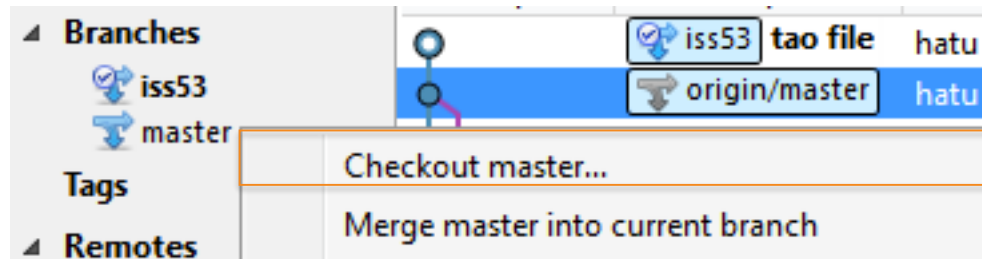 Branches
iss53 tao file hatu
iss53
origin/master hatu
master
Checkout master...
Tags
Merge master into current branch
Remotes